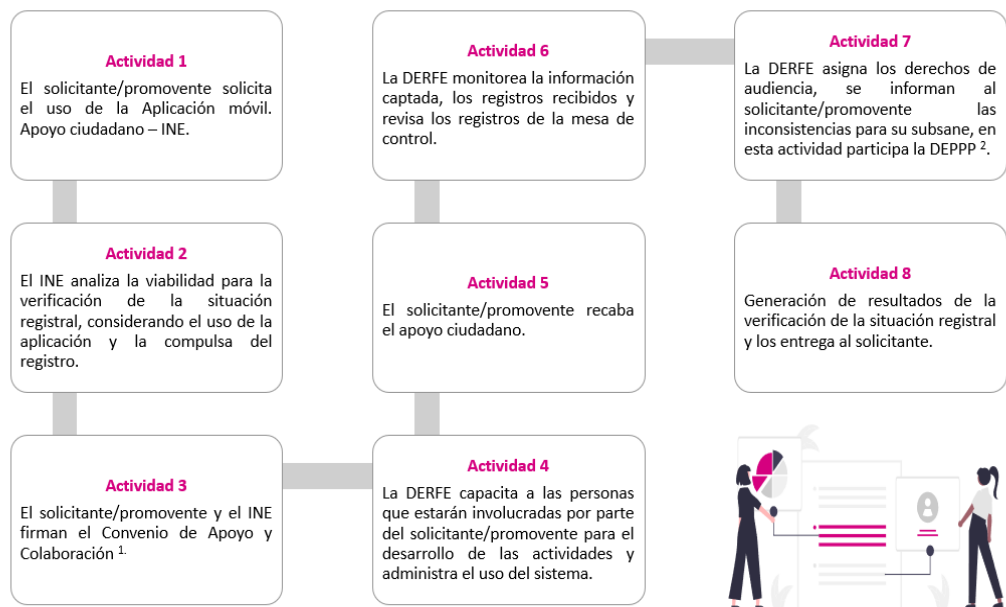 Actividad 1
El solicitante/promovente solicita
el uso de la Aplicación móvil.
Apoyo ciudadano – INE.
Actividad 2
El INE analiza la viabilidad para la
verificación de la situación
registral, considerando el uso de la
aplicación y la compulsa del
registro.
Actividad 3
El solicitante/promovente y el INE
firman el Convenio de Apoyo y
Colaboración 1.
Actividad 4
La DERFE capacita a las personas
que estarán involucradas por parte
del solicitante/promovente para el
desarrollo de las actividades y
administra el uso del sistema.
Actividad 5
El solicitante/promovente recaba
el apoyo ciudadano.
Actividad 6
La DERFE monitorea la información
captada, los registros recibidos y
revisa los registros de la mesa de
control.
Actividad 7
La DERFE asigna los derechos de
audiencia, se informan al
solicitante/promovente las
inconsistencias para su subsane, en
esta actividad participa la DEPPP 2.
Actividad 8
Generación de resultados de la
verificación de la situación registral
y los entrega al solicitante.